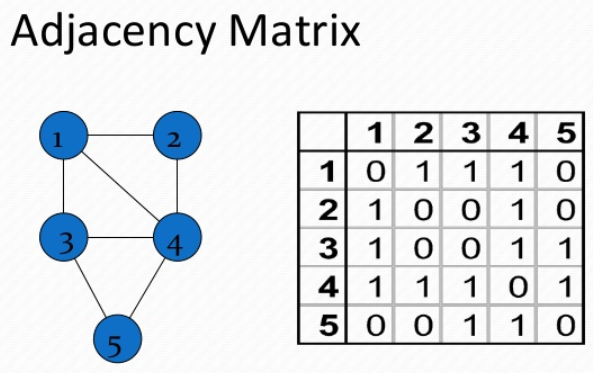 Adjacency Matrix
1 2
3 4
5
1 2 3 4 5
1 0 1 1 1 0
2 1 0 0 1 0
3 1 0 0 1 1
4 1 1 1 0 1
5 0 0 1 1 0